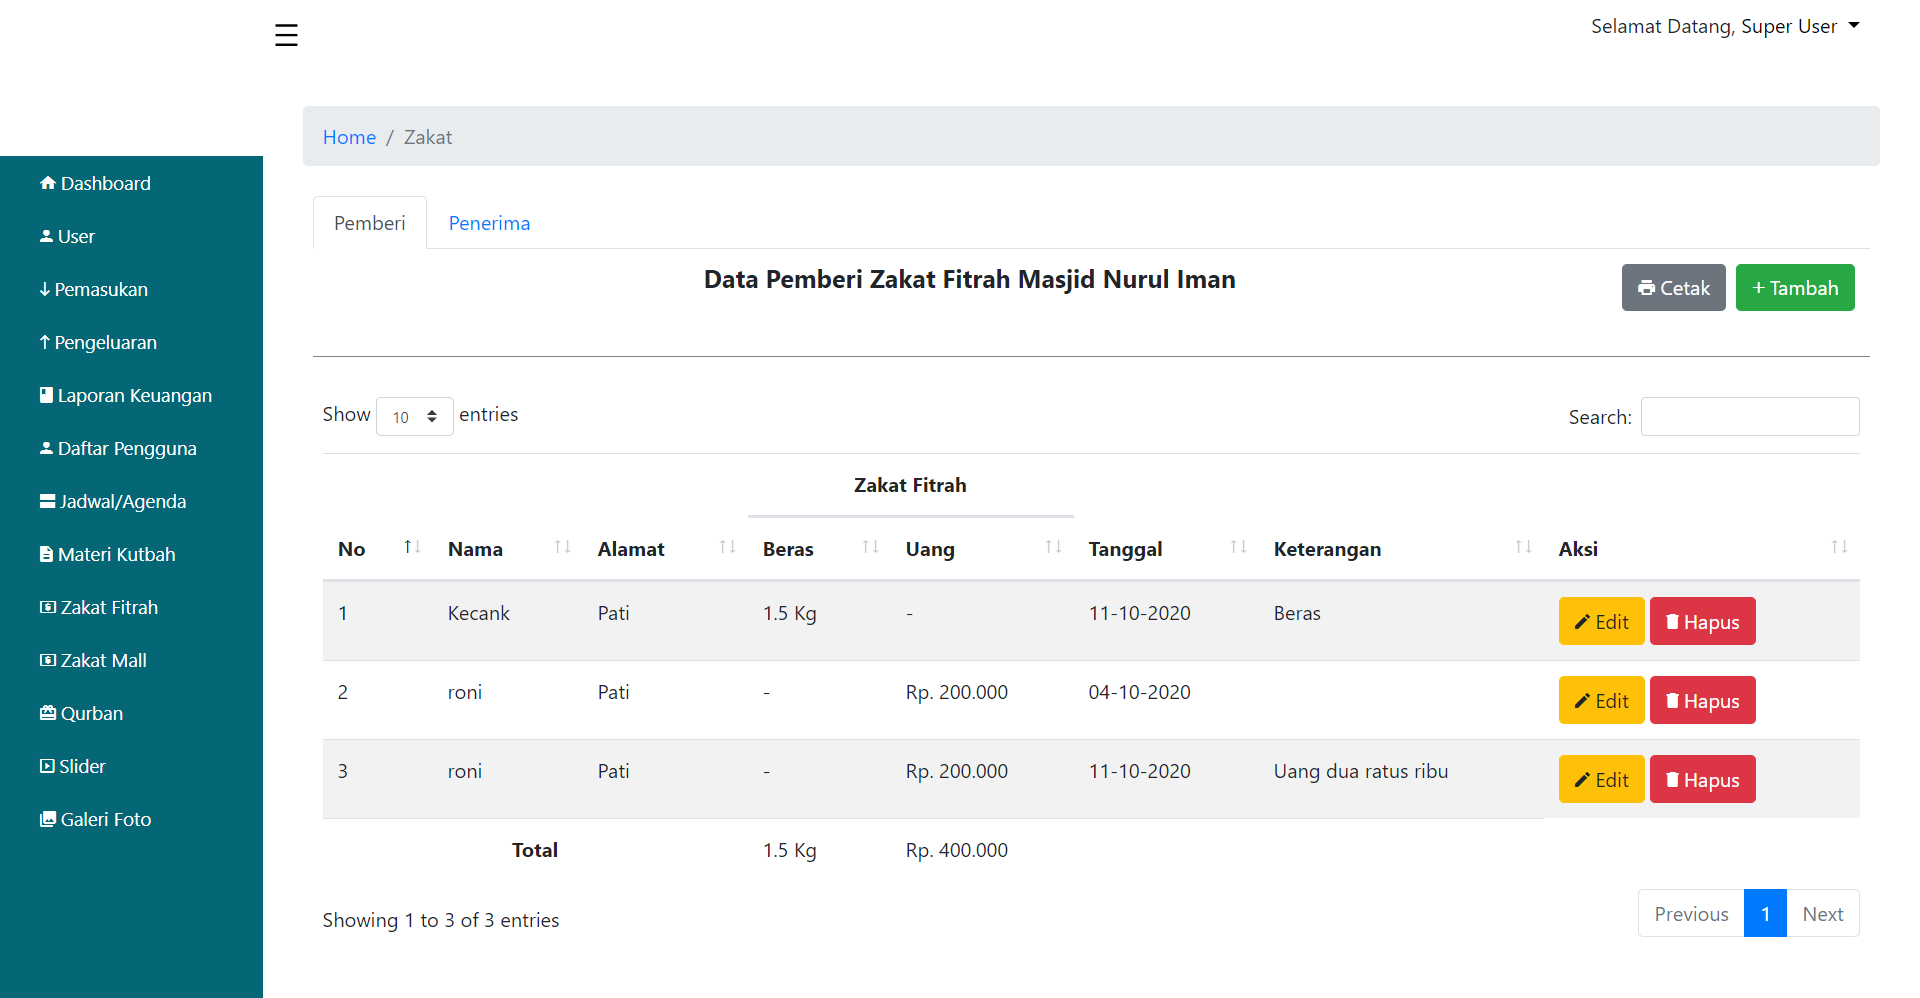 Selamat Datang, Super User
Home / Zakat
Dashboard
User
Pemasukan
Pengeluaran
Laporan Keuangan
Daftar Pengguna
Jadwal/Agenda
Materi Kutbah
Zakat Fitrah
Zakat Mall
Qurban
Slider
Galeri Foto
Pemberi Penerima
Data Pemberi Zakat Fitrah Masjid Nurul Iman
Cetak + Tambah
Show 10 entries
Search:
Zakat Fitrah
No Nama Alamat Beras Uang Tanggal Keterangan Aksi
1 Kecank Pati 1.5 Kg - 11-10-2020 Beras Edit Hapus
2 roni Pati - Rp. 200.000 04-10-2020 Edit Hapus
3 roni Pati - Rp. 200.000 11-10-2020 Uang dua ratus ribu Edit Hapus
Total 1.5 Kg Rp. 400.000
Showing 1 to 3 of 3 entries
Previous 1 Next